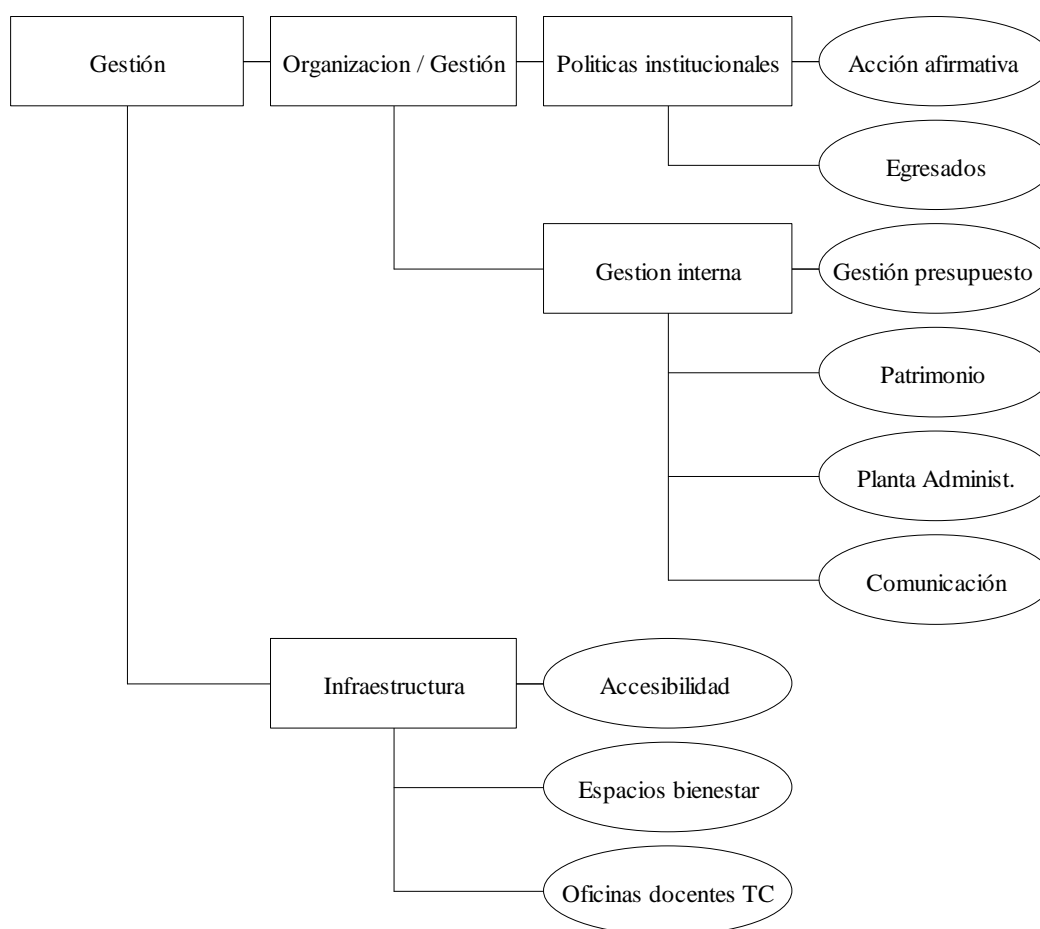 Gestión
Organizacion / Gestión
Politicas institucionales
Acción afirmativa
Egresados
Gestion interna
Gestión presupuesto
Patrimonio
Planta Administ.
Comunicación
Infraestructura
Accesibilidad
Espacios bienestar
Oficinas docentes TC